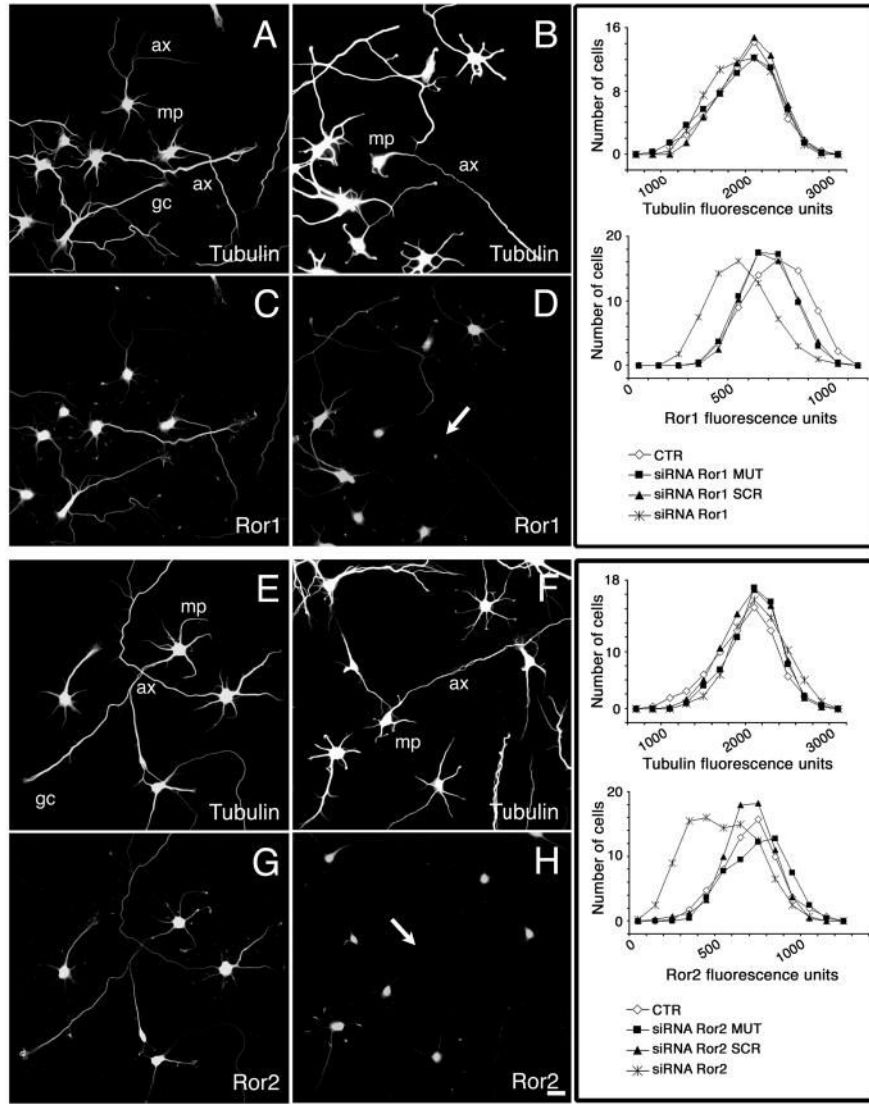 A
ax
mp
ax
gc
Tubulin
B
mp
ax
Tubulin
C
Ror1
D
Ror1
E
mp
ax
gc
Tubulin
F
ax
mp
Tubulin
G
Ror2
H
Ror2
Number of cells
16
8
0
1000 2000 3000
Tubulin fluorescence units
Number of cells
20
10
0
0 500 1000
Ror1 fluorescence units
CTR
siRNA Ror1 MUT
siRNA Ror1 SCR
siRNA Ror1
Number of cells
18
9
0
1000 2000 3000
Tubulin fluorescence units
Number of cells
20
10
0
0 500 1000
Ror2 fluorescence units
CTR
siRNA Ror2 MUT
siRNA Ror2 SCR
siRNA Ror2